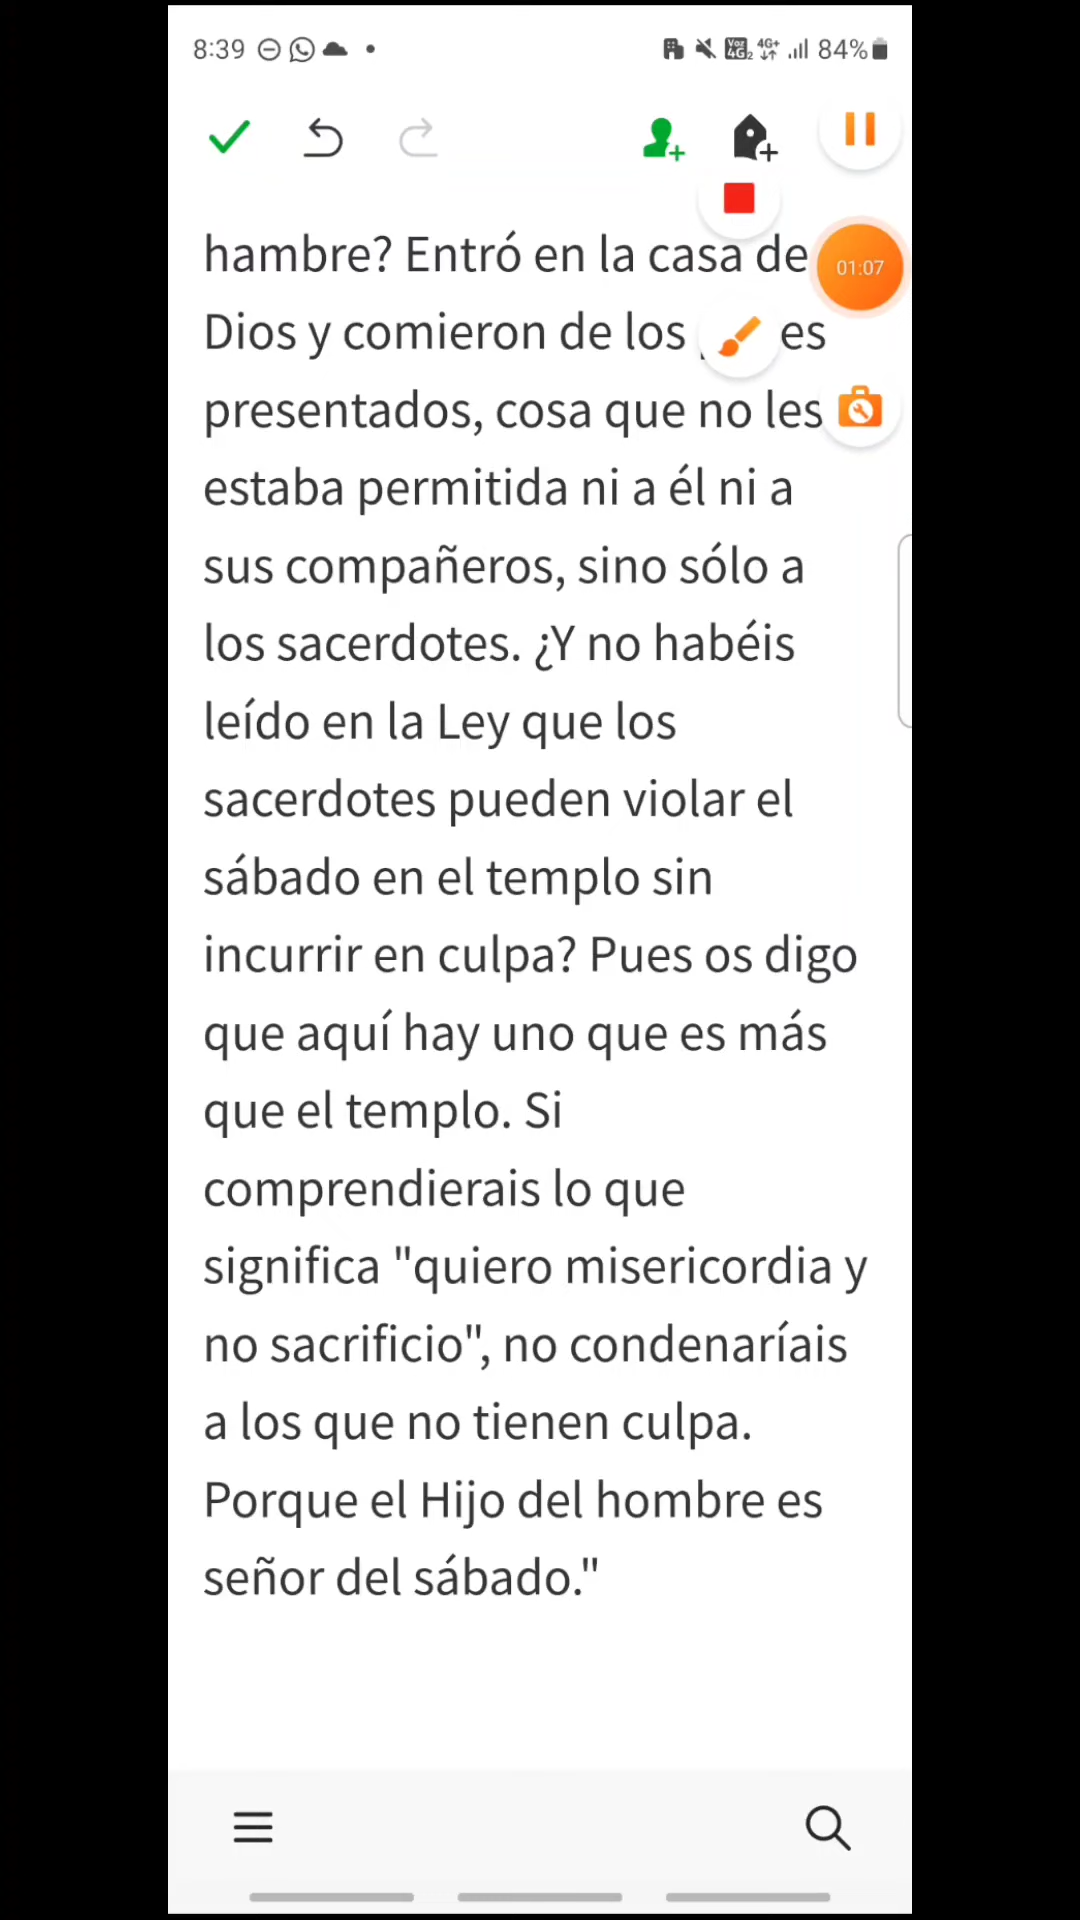 8:39
Voz 4G 2 4G+ 84%
hambre? Entró en la casa de
01:07
Dios y comieron de los es
presentados, cosa que no les
estaba permitida ni a él ni a
sus compañeros, sino sólo a
los sacerdotes. ¿Y no habéis
leído en la Ley que los
sacerdotes pueden violar el
sábado en el templo sin
incurrir en culpa? Pues os digo
que aquí hay uno que es más
que el templo. Si
comprendierais lo que
significa "quiero misericordia y
no sacrificio", no condenaríais
a los que no tienen culpa.
Porque el Hijo del hombre es
señor del sábado."